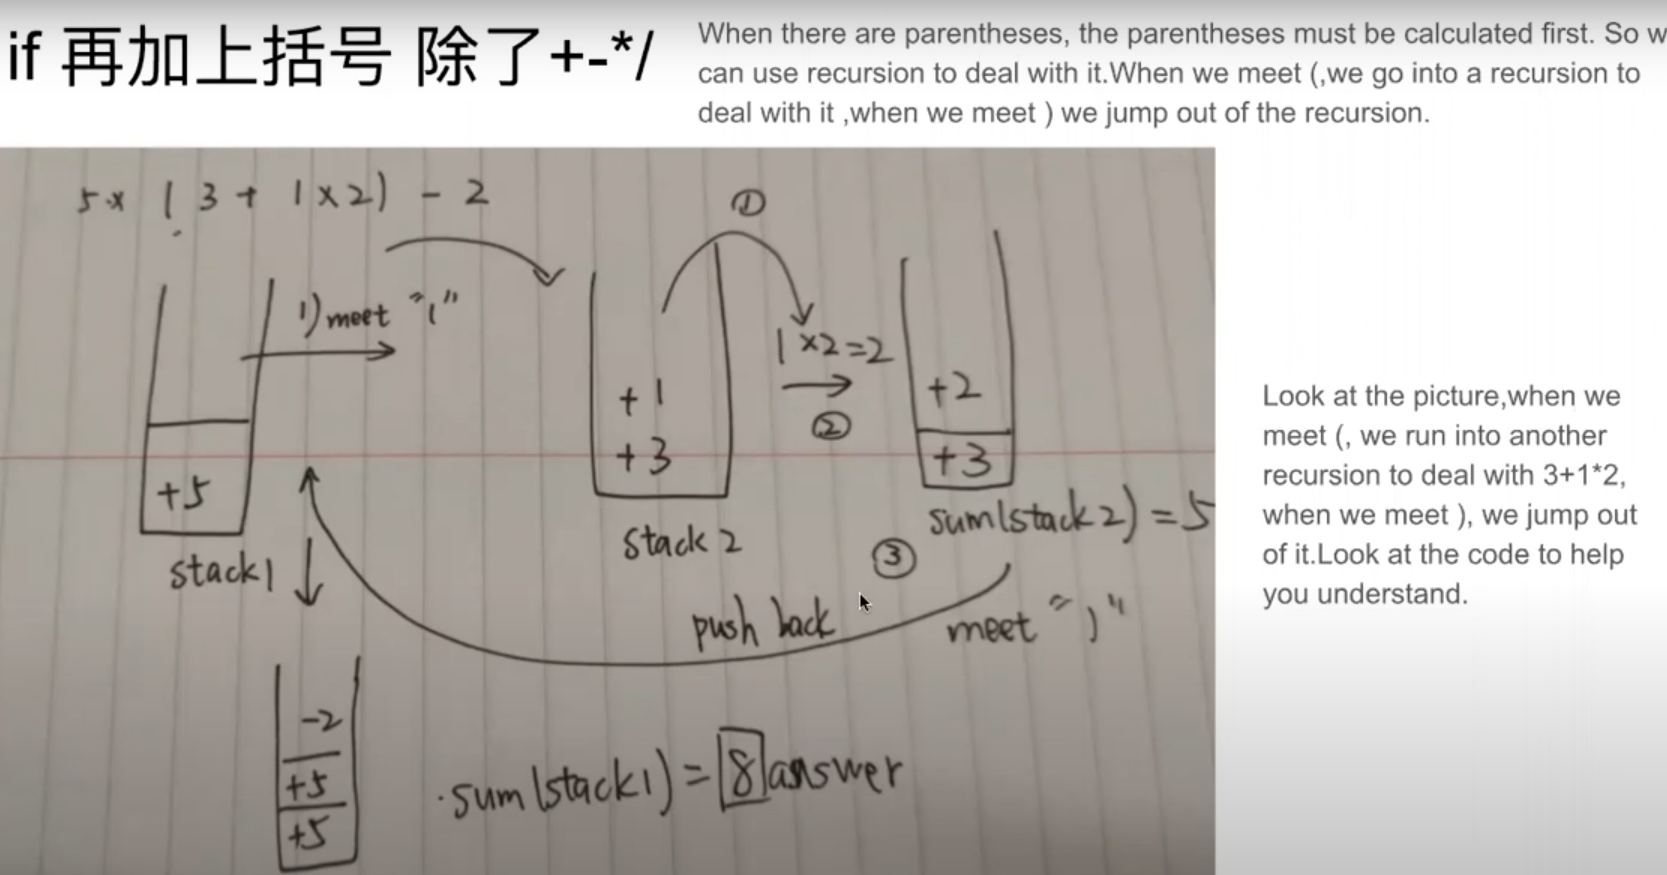 if 再加上括号 除了+-*/
When there are parentheses, the parentheses must be calculated first. So w
can use recursion to deal with it.When we meet (,we go into a recursion to
deal with it ,when we meet ) we jump out of the recursion.
5 × ( 3 + 1 × 2 ) - 2
①
1) meet "("
1 × 2 = 2
②
+1
+3
+2
+3
+5
stack1
stack 2
sum(stack 2) = 5
③
push back
meet ")"
-2
+5
+5
sum(stack1) = 8 answer
Look at the picture,when we
meet (, we run into another
recursion to deal with 3+1*2,
when we meet ), we jump out
of it.Look at the code to help
you understand.